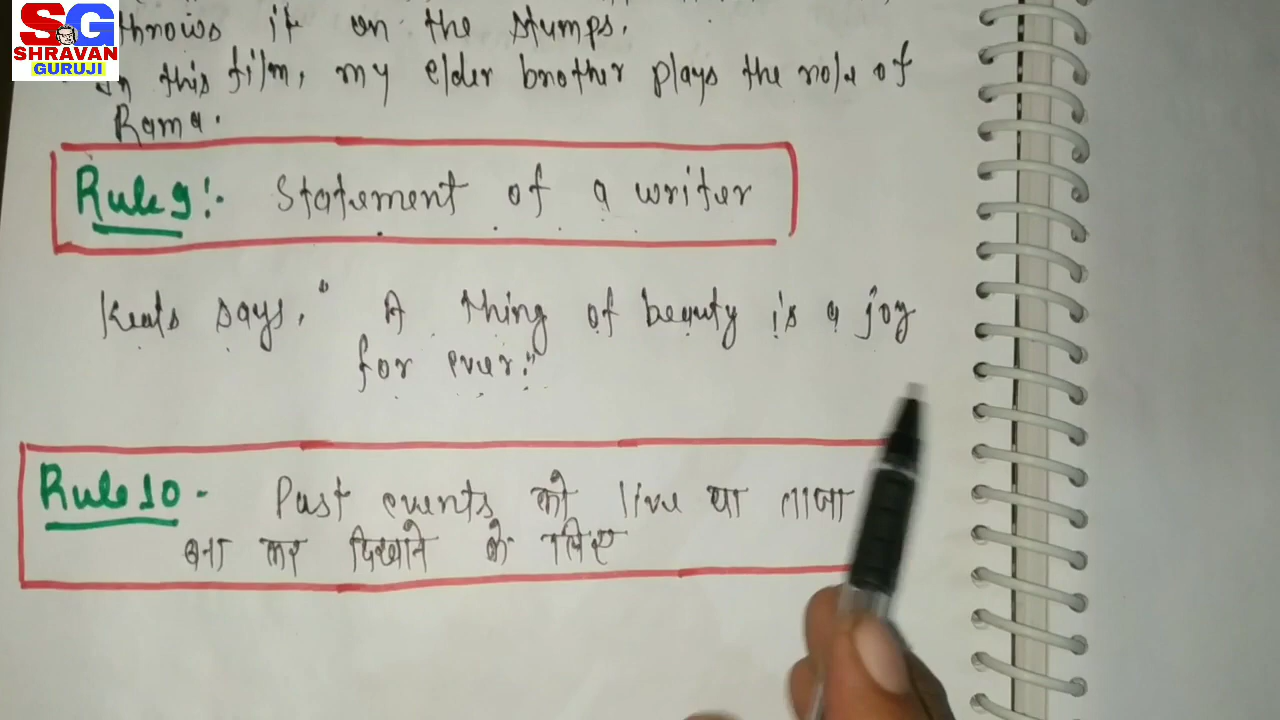 SG
SHRAVAN
GURUJI
throws it on the stumps.
In this film, my elder brother plays the role of
Rama.
Rule 9:- Statement of a writer
Keats says, " A thing of beauty is a joy
for ever."
Rule 10 - Past events को live या ताजा
बना कर दिखाने के लिए